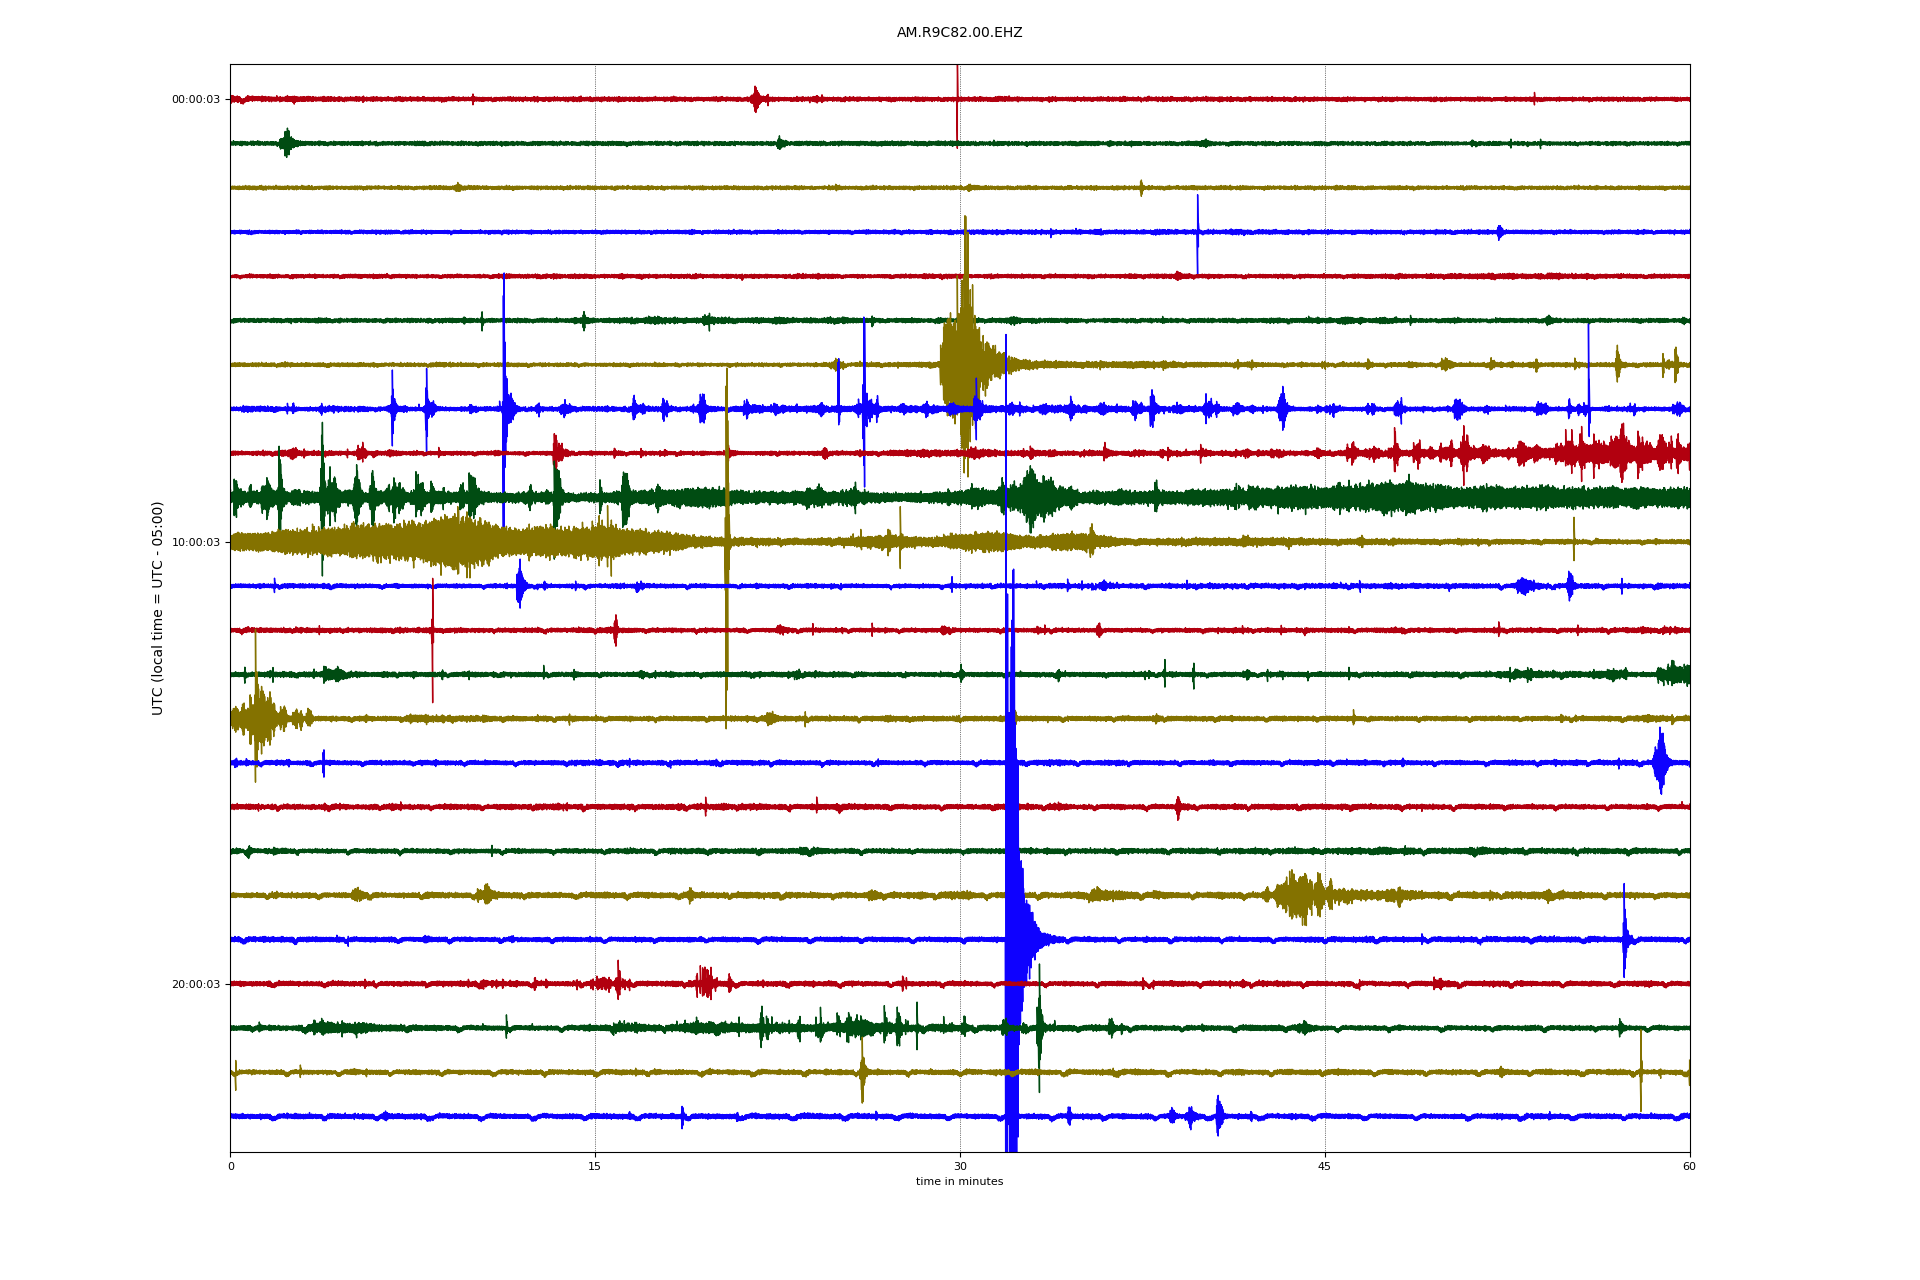 AM.R9C82.00.EHZ
00:00:03
10:00:03
20:00:03
UTC (local time = UTC - 05:00)
0 15 30 45 60
time in minutes